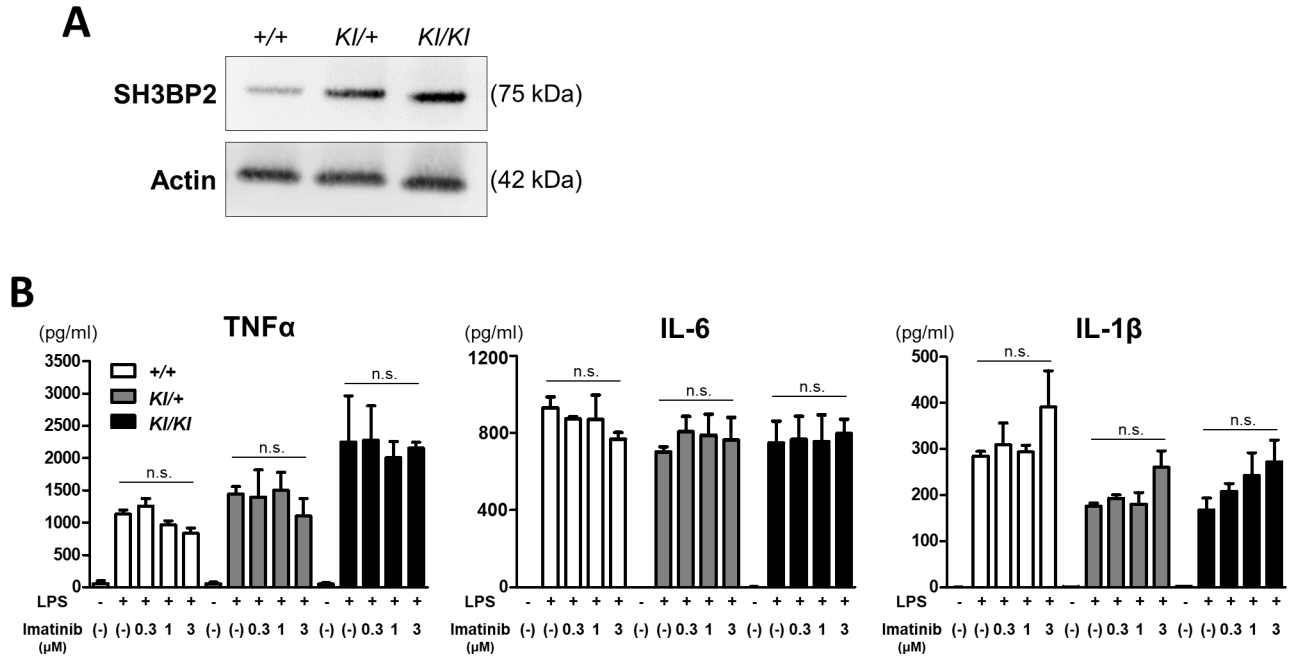 A
+/+ KI/+ KI/KI
SH3BP2 (75 kDa)
Actin (42 kDa)
B
(pg/ml) TNFα
3500
3000
2500
2000
1500
1000
500
0
+/+
KI/+
KI/KI
n.s.
n.s.
n.s.
LPS - + + + + - + + + + - + + + +
Imatinib (-) (-) 0.3 1 3 (-) (-) 0.3 1 3 (-) (-) 0.3 1 3
(μM)
(pg/ml) IL-6
1200
800
400
0
n.s.
n.s.
n.s.
LPS - + + + + - + + + + - + + + +
Imatinib (-) (-) 0.3 1 3 (-) (-) 0.3 1 3 (-) (-) 0.3 1 3
(μM)
(pg/ml) IL-1β
500
400
300
200
100
0
n.s.
n.s.
n.s.
LPS - + + + + - + + + + - + + + +
Imatinib (-) (-) 0.3 1 3 (-) (-) 0.3 1 3 (-) (-) 0.3 1 3
(μM)